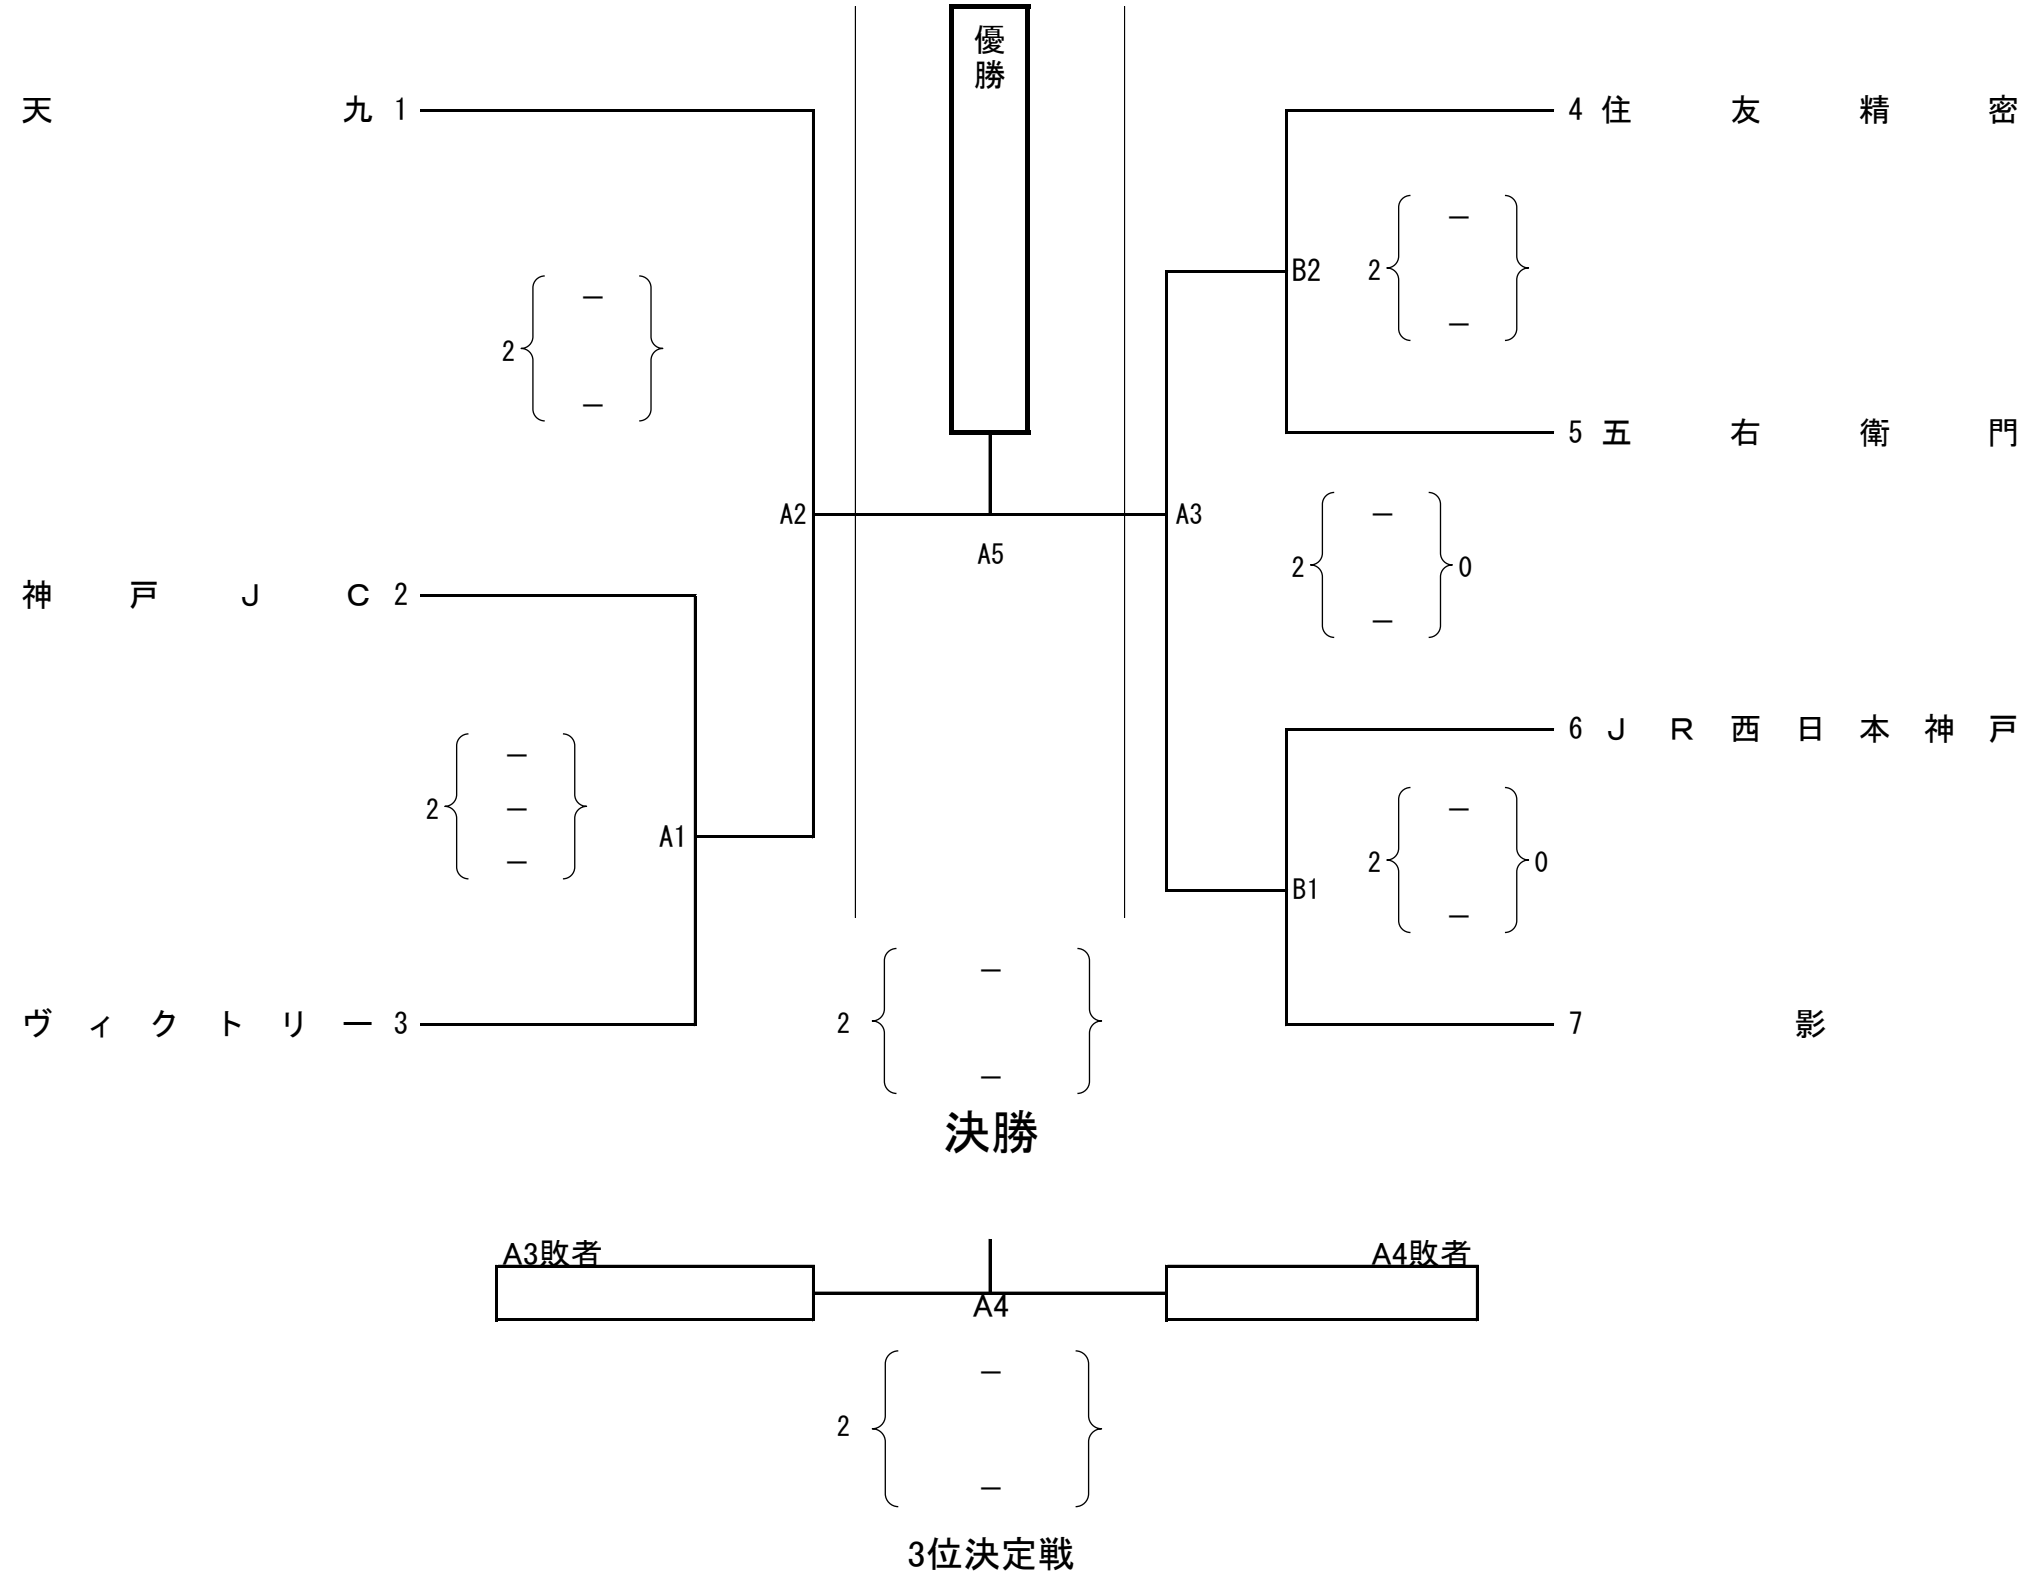 優
勝
天 九 1
4 住 友 精 密
－
B2 2
－
－
2
－
5 五 右 衛 門
A2
A3
A5
－
2 0
－
神 戸 Ｊ Ｃ 2
6 Ｊ Ｒ 西 日 本 神 戸
－
2 －
－
A1
－
2 0
－
B1
ヴ ィ ク ト リ ー 3
7 影
－
2
－
決勝
A3敗者
A4敗者
A4
－
2
－
3位決定戦